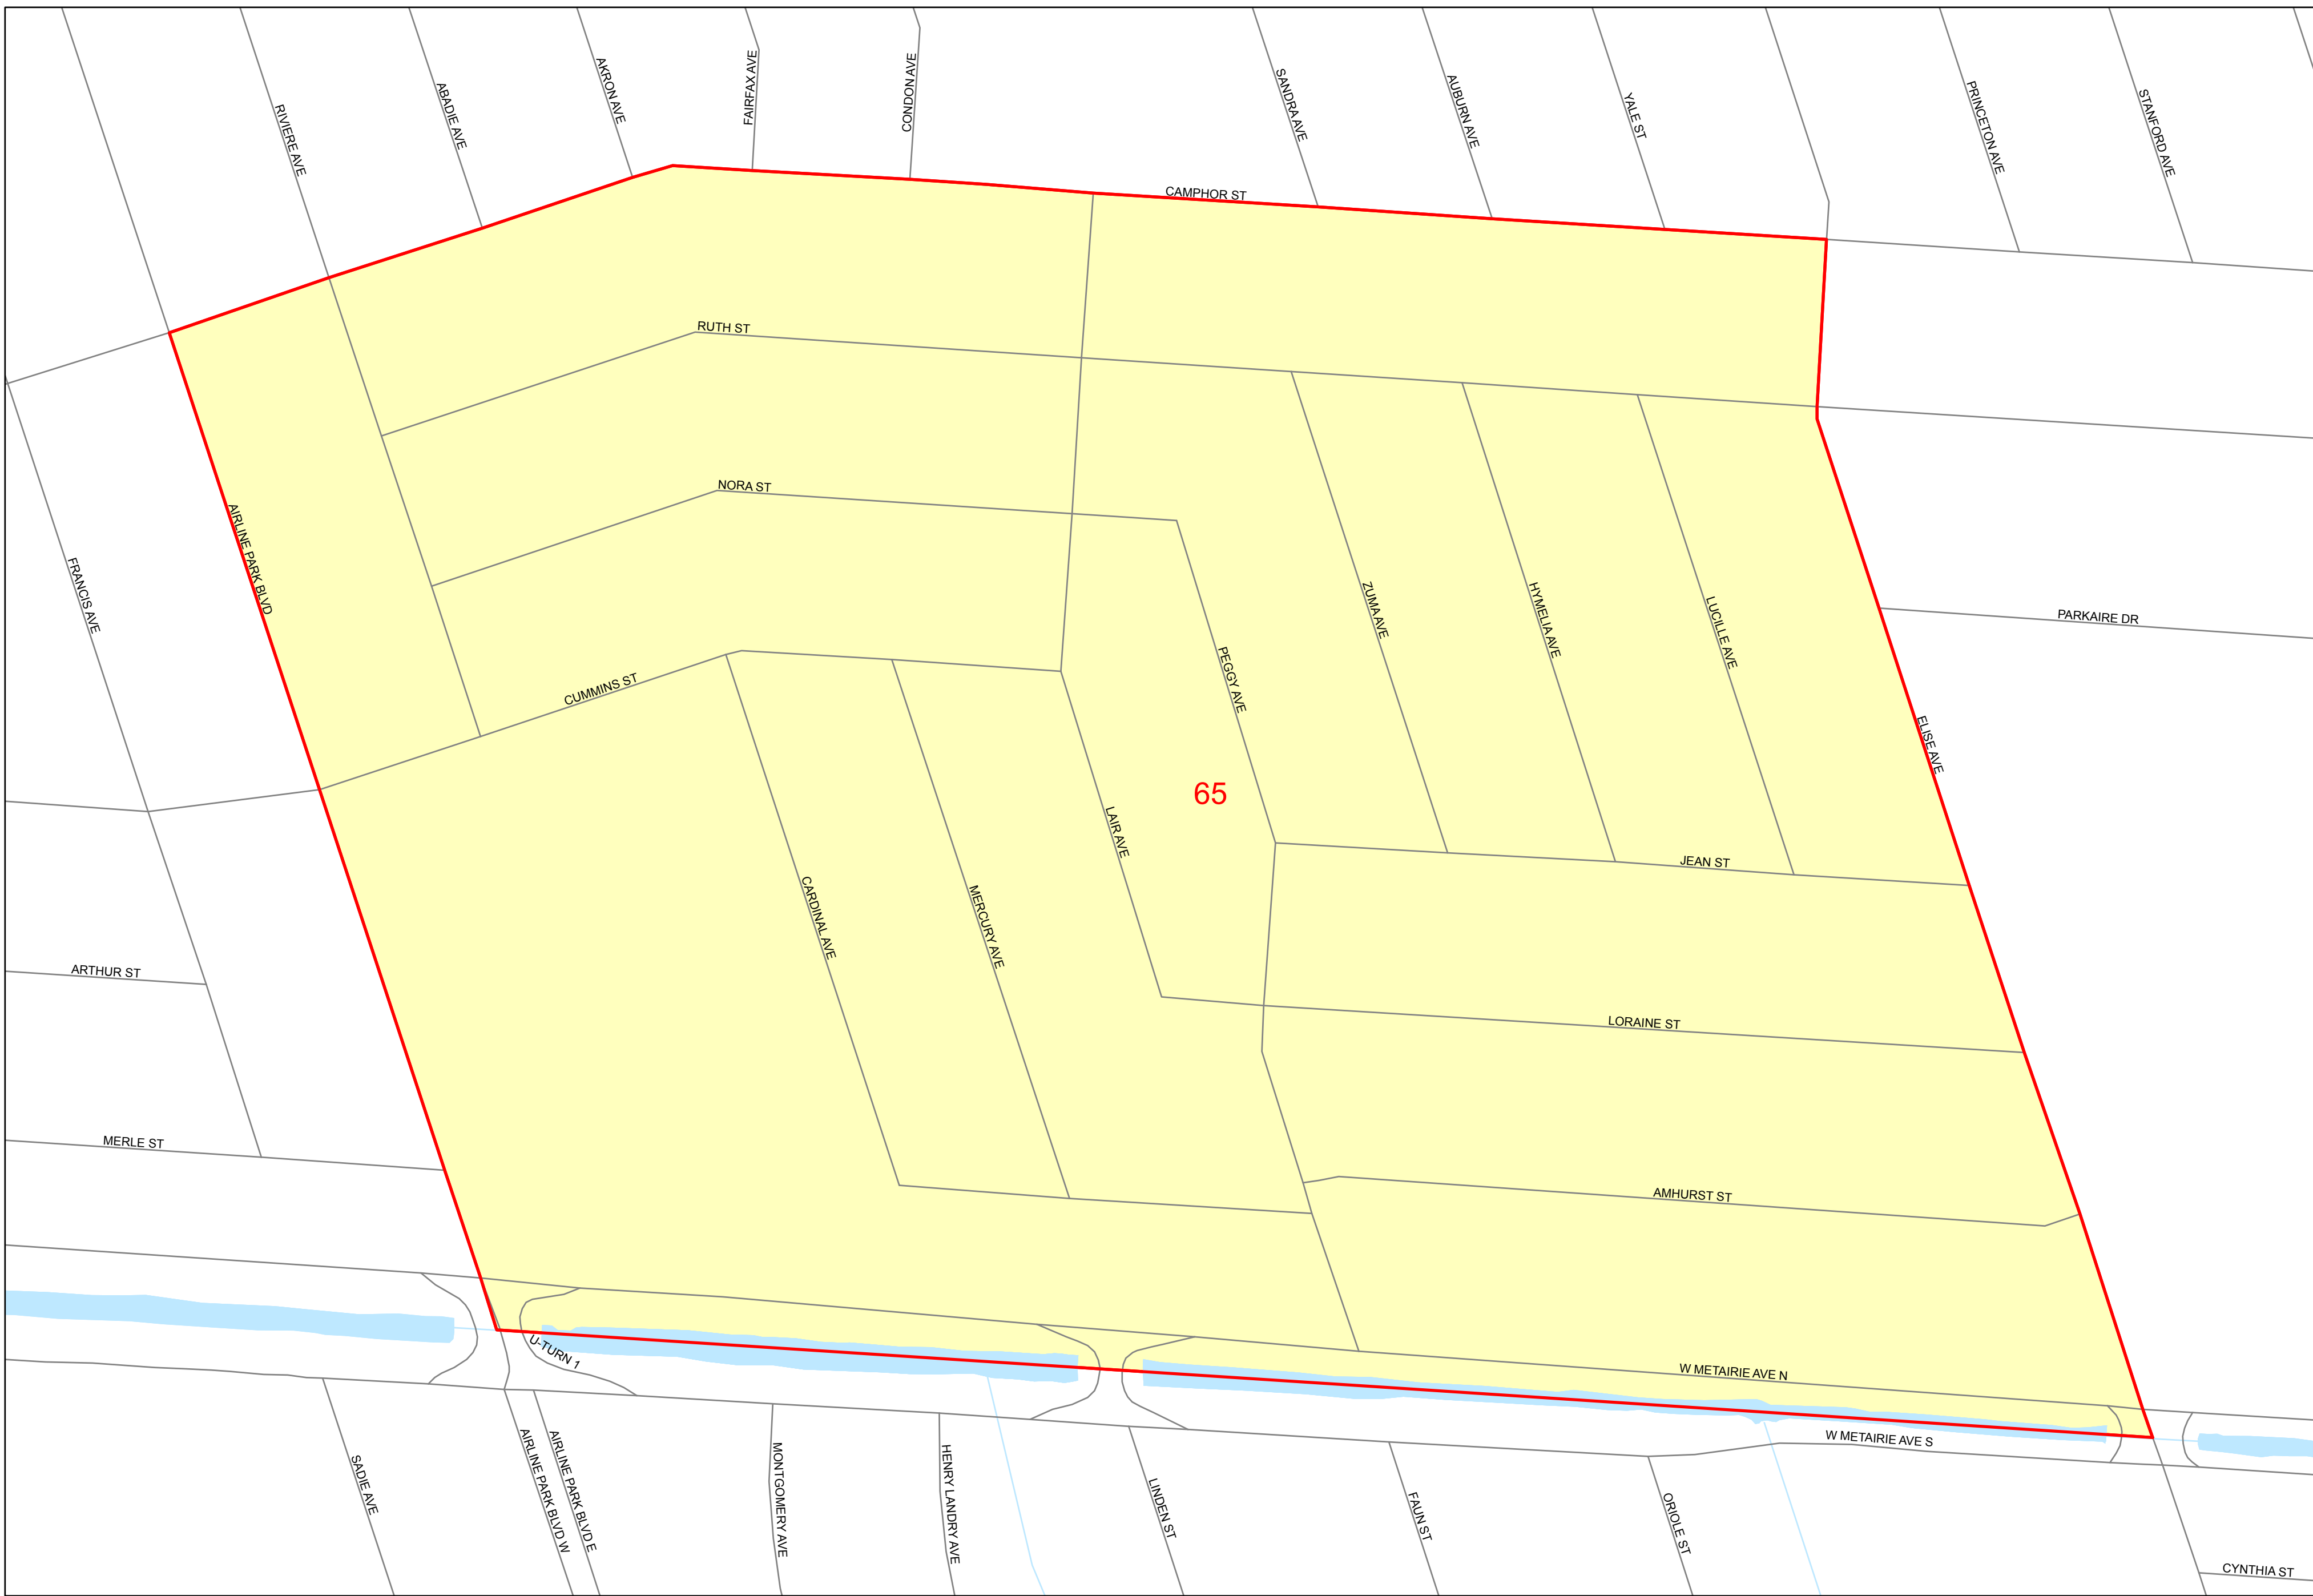 FAIRFAX AVE
CONDON AVE
AKRON AVE
ABADIE AVE
RIVIERE AVE
SANDRA AVE
AUBURN AVE
YALE ST
PRINCETON AVE
STANFORD AVE
CAMPHOR ST
RUTH ST
NORA ST
AIRLINE PARK BLVD
FRANCIS AVE
ZUMA AVE
HYMELIA AVE
LUCILLE AVE
PARKAIRE DR
PEGGY AVE
CUMMINS ST
ELISE AVE
65
LAIR AVE
JEAN ST
CARDINAL AVE
MERCURY AVE
ARTHUR ST
LORAINE ST
MERLE ST
AMHURST ST
U-TURN 1
W METAIRIE AVE N
W METAIRIE AVE S
SADIE AVE
AIRLINE PARK BLVD W
AIRLINE PARK BLVD E
MONTGOMERY AVE
HENRY LANDRY AVE
LINDEN ST
FAUN ST
ORIOLE ST
CYNTHIA ST